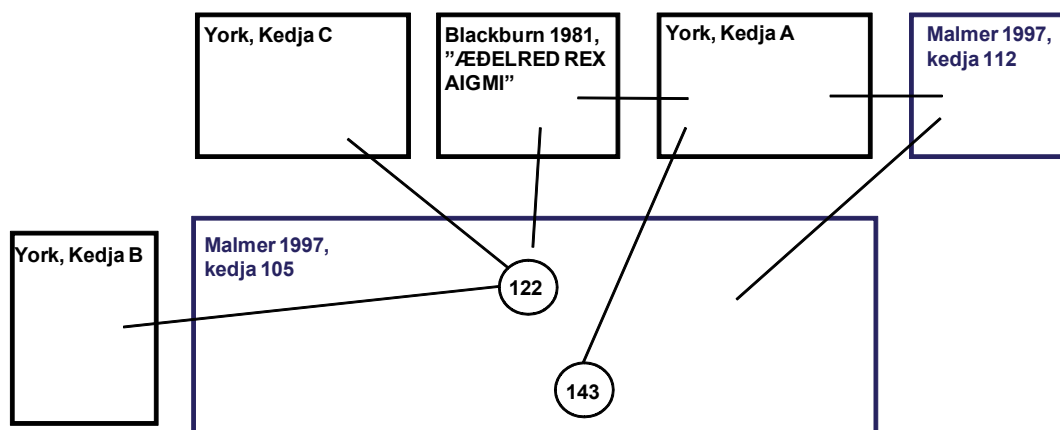 York, Kedja C
Blackburn 1981,
”ÆÐELRED REX
AIGMI”
York, Kedja A
Malmer 1997,
kedja 112
York, Kedja B
Malmer 1997,
kedja 105
122
143